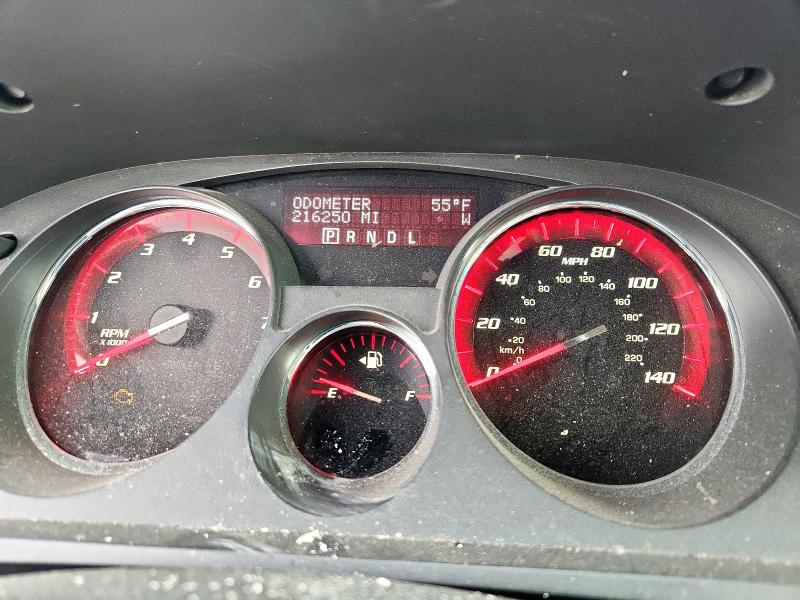 ODOMETER 55°F
216250 MI W
P R N D L
0 1 2 3 4 5 6 7
RPM
X 1000
E F
0 20 40 60 80 100 120 140
MPH
0 20 40 60 80 100 120 140 160 180 200 220
km/h